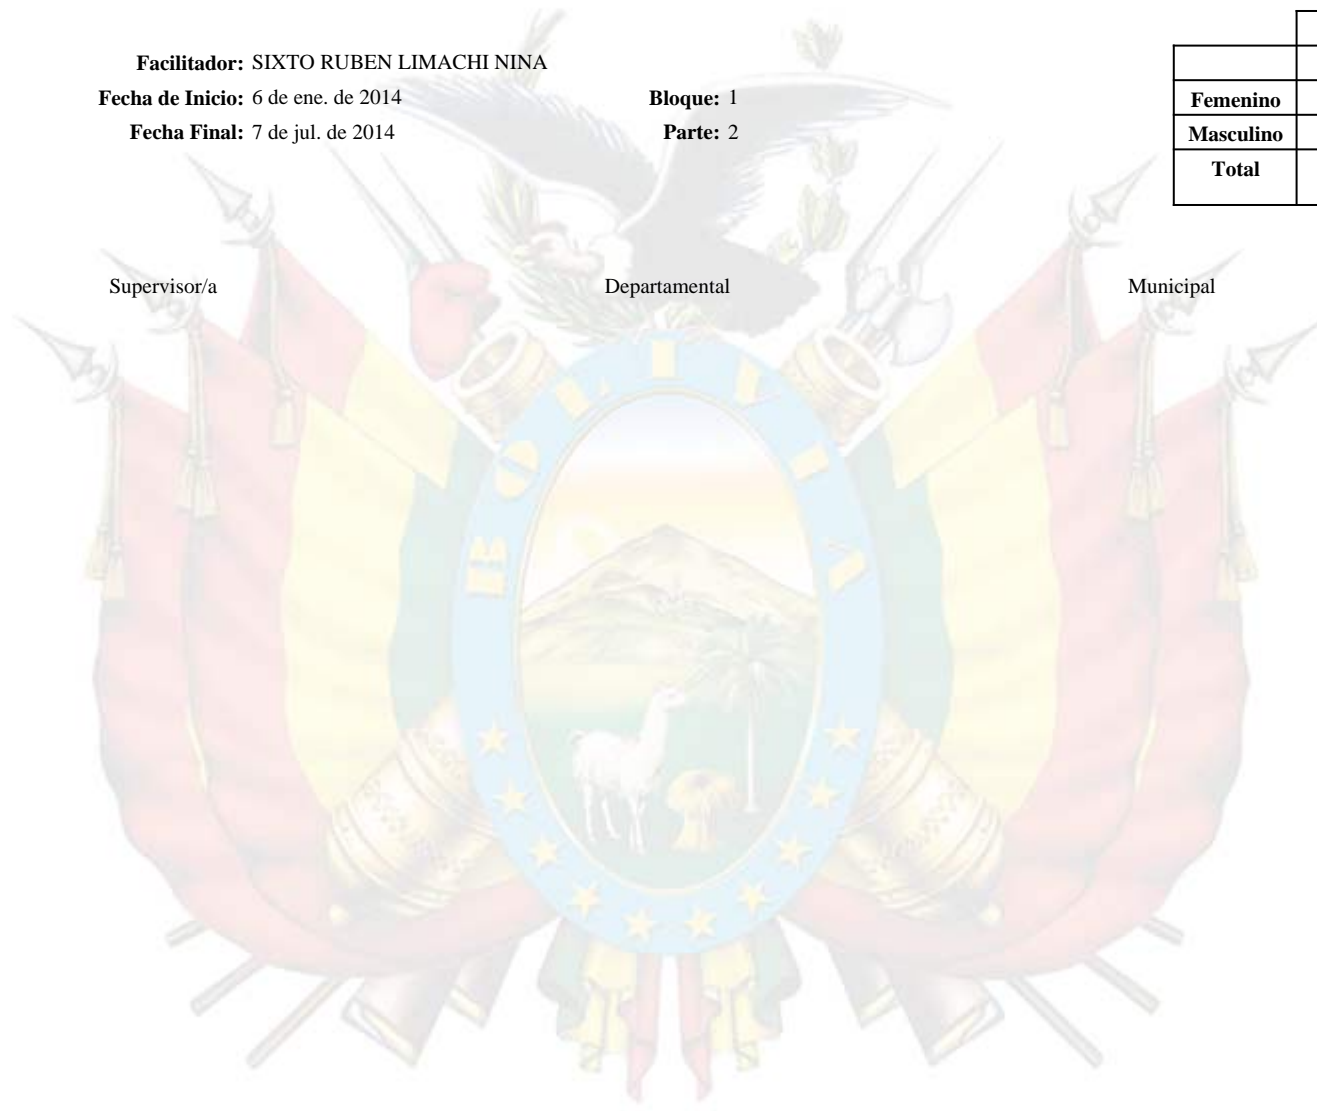 Facilitador: SIXTO RUBEN LIMACHI NINA
Fecha de Inicio: 6 de ene. de 2014 Bloque: 1
Femenino
Fecha Final: 7 de jul. de 2014 Parte: 2
Masculino
Total
Supervisor/a Departamental Municipal
BOLIVIA